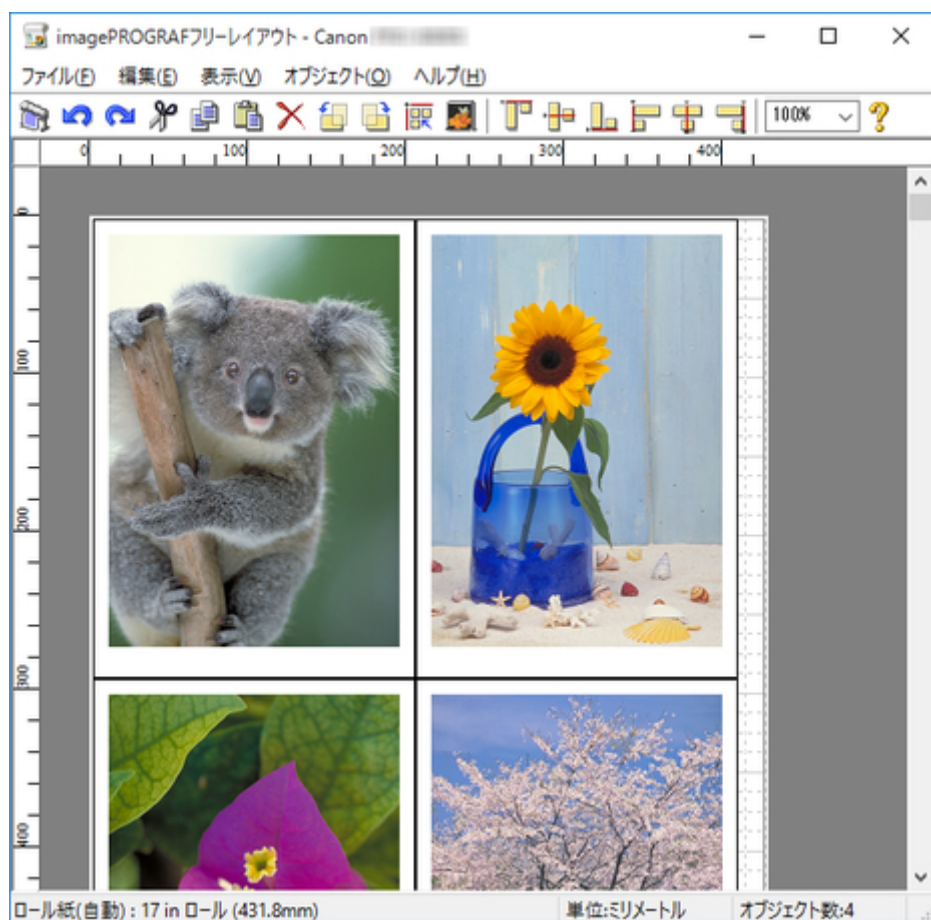 imagePROGRAFフリーレイアウト - Canon
ファイル(F) 編集(E) 表示(V) オブジェクト(O) ヘルプ(H)
100%
0 100 200 300 400
0
100
200
300
400
ロール紙(自動) : 17 in ロール (431.8mm) 単位:ミリメートル オブジェクト数:4